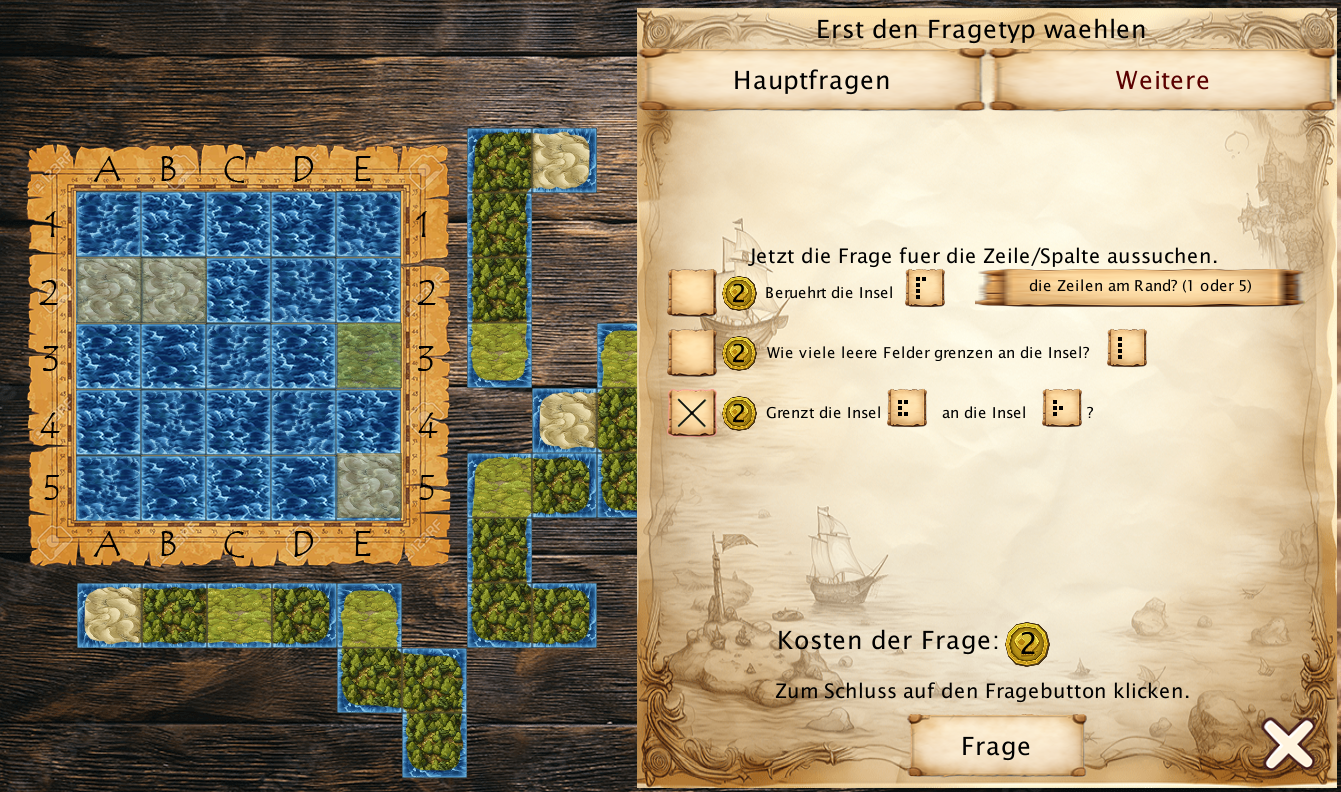 Erst den Fragetyp waehlen
Hauptfragen
Weitere
A B C D E
1 1
2 2
3 3
4 4
5 5
A B C D E
Jetzt die Frage fuer die Zeile/Spalte aussuchen.
2 Beruehrt die Insel die Zeilen am Rand? (1 oder 5)
2 Wie viele leere Felder grenzen an die Insel?
2 Grenzt die Insel an die Insel ?
Kosten der Frage: 2
Zum Schluss auf den Fragebutton klicken.
Frage